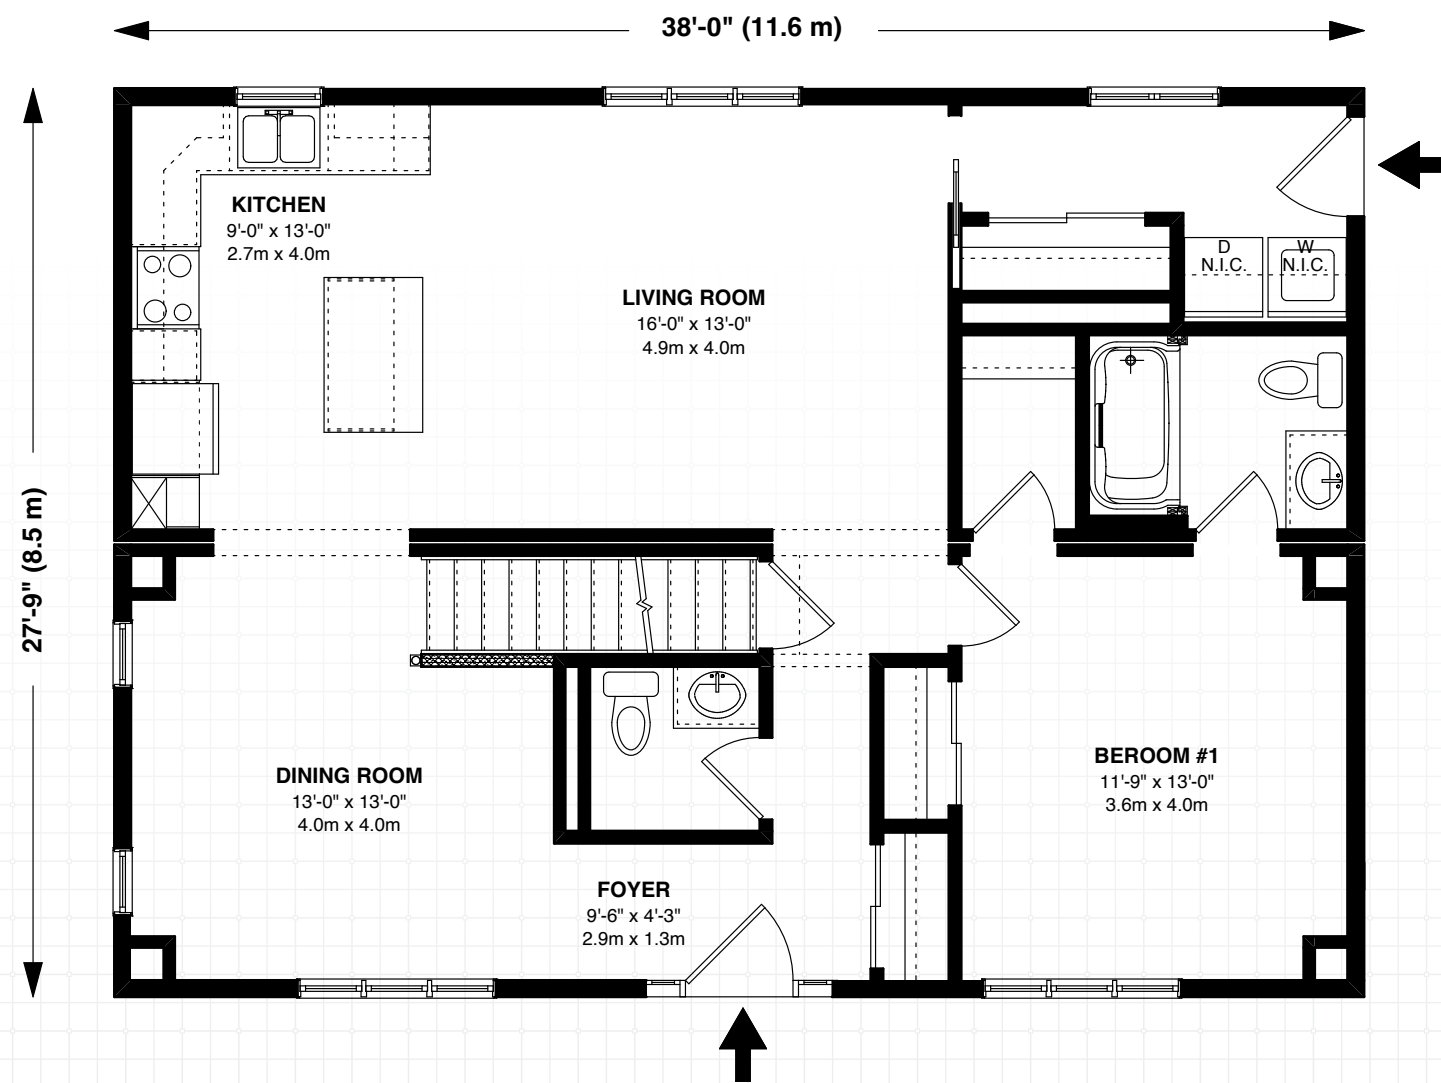 38'-0" (11.6 m)
27'-9" (8.5 m)
KITCHEN
9'-0" x 13'-0"
2.7m x 4.0m
D
N.I.C.
W
N.I.C.
LIVING ROOM
16'-0" x 13'-0"
4.9m x 4.0m
DINING ROOM
13'-0" x 13'-0"
4.0m x 4.0m
BEROOM #1
11'-9" x 13'-0"
3.6m x 4.0m
FOYER
9'-6" x 4'-3"
2.9m x 1.3m